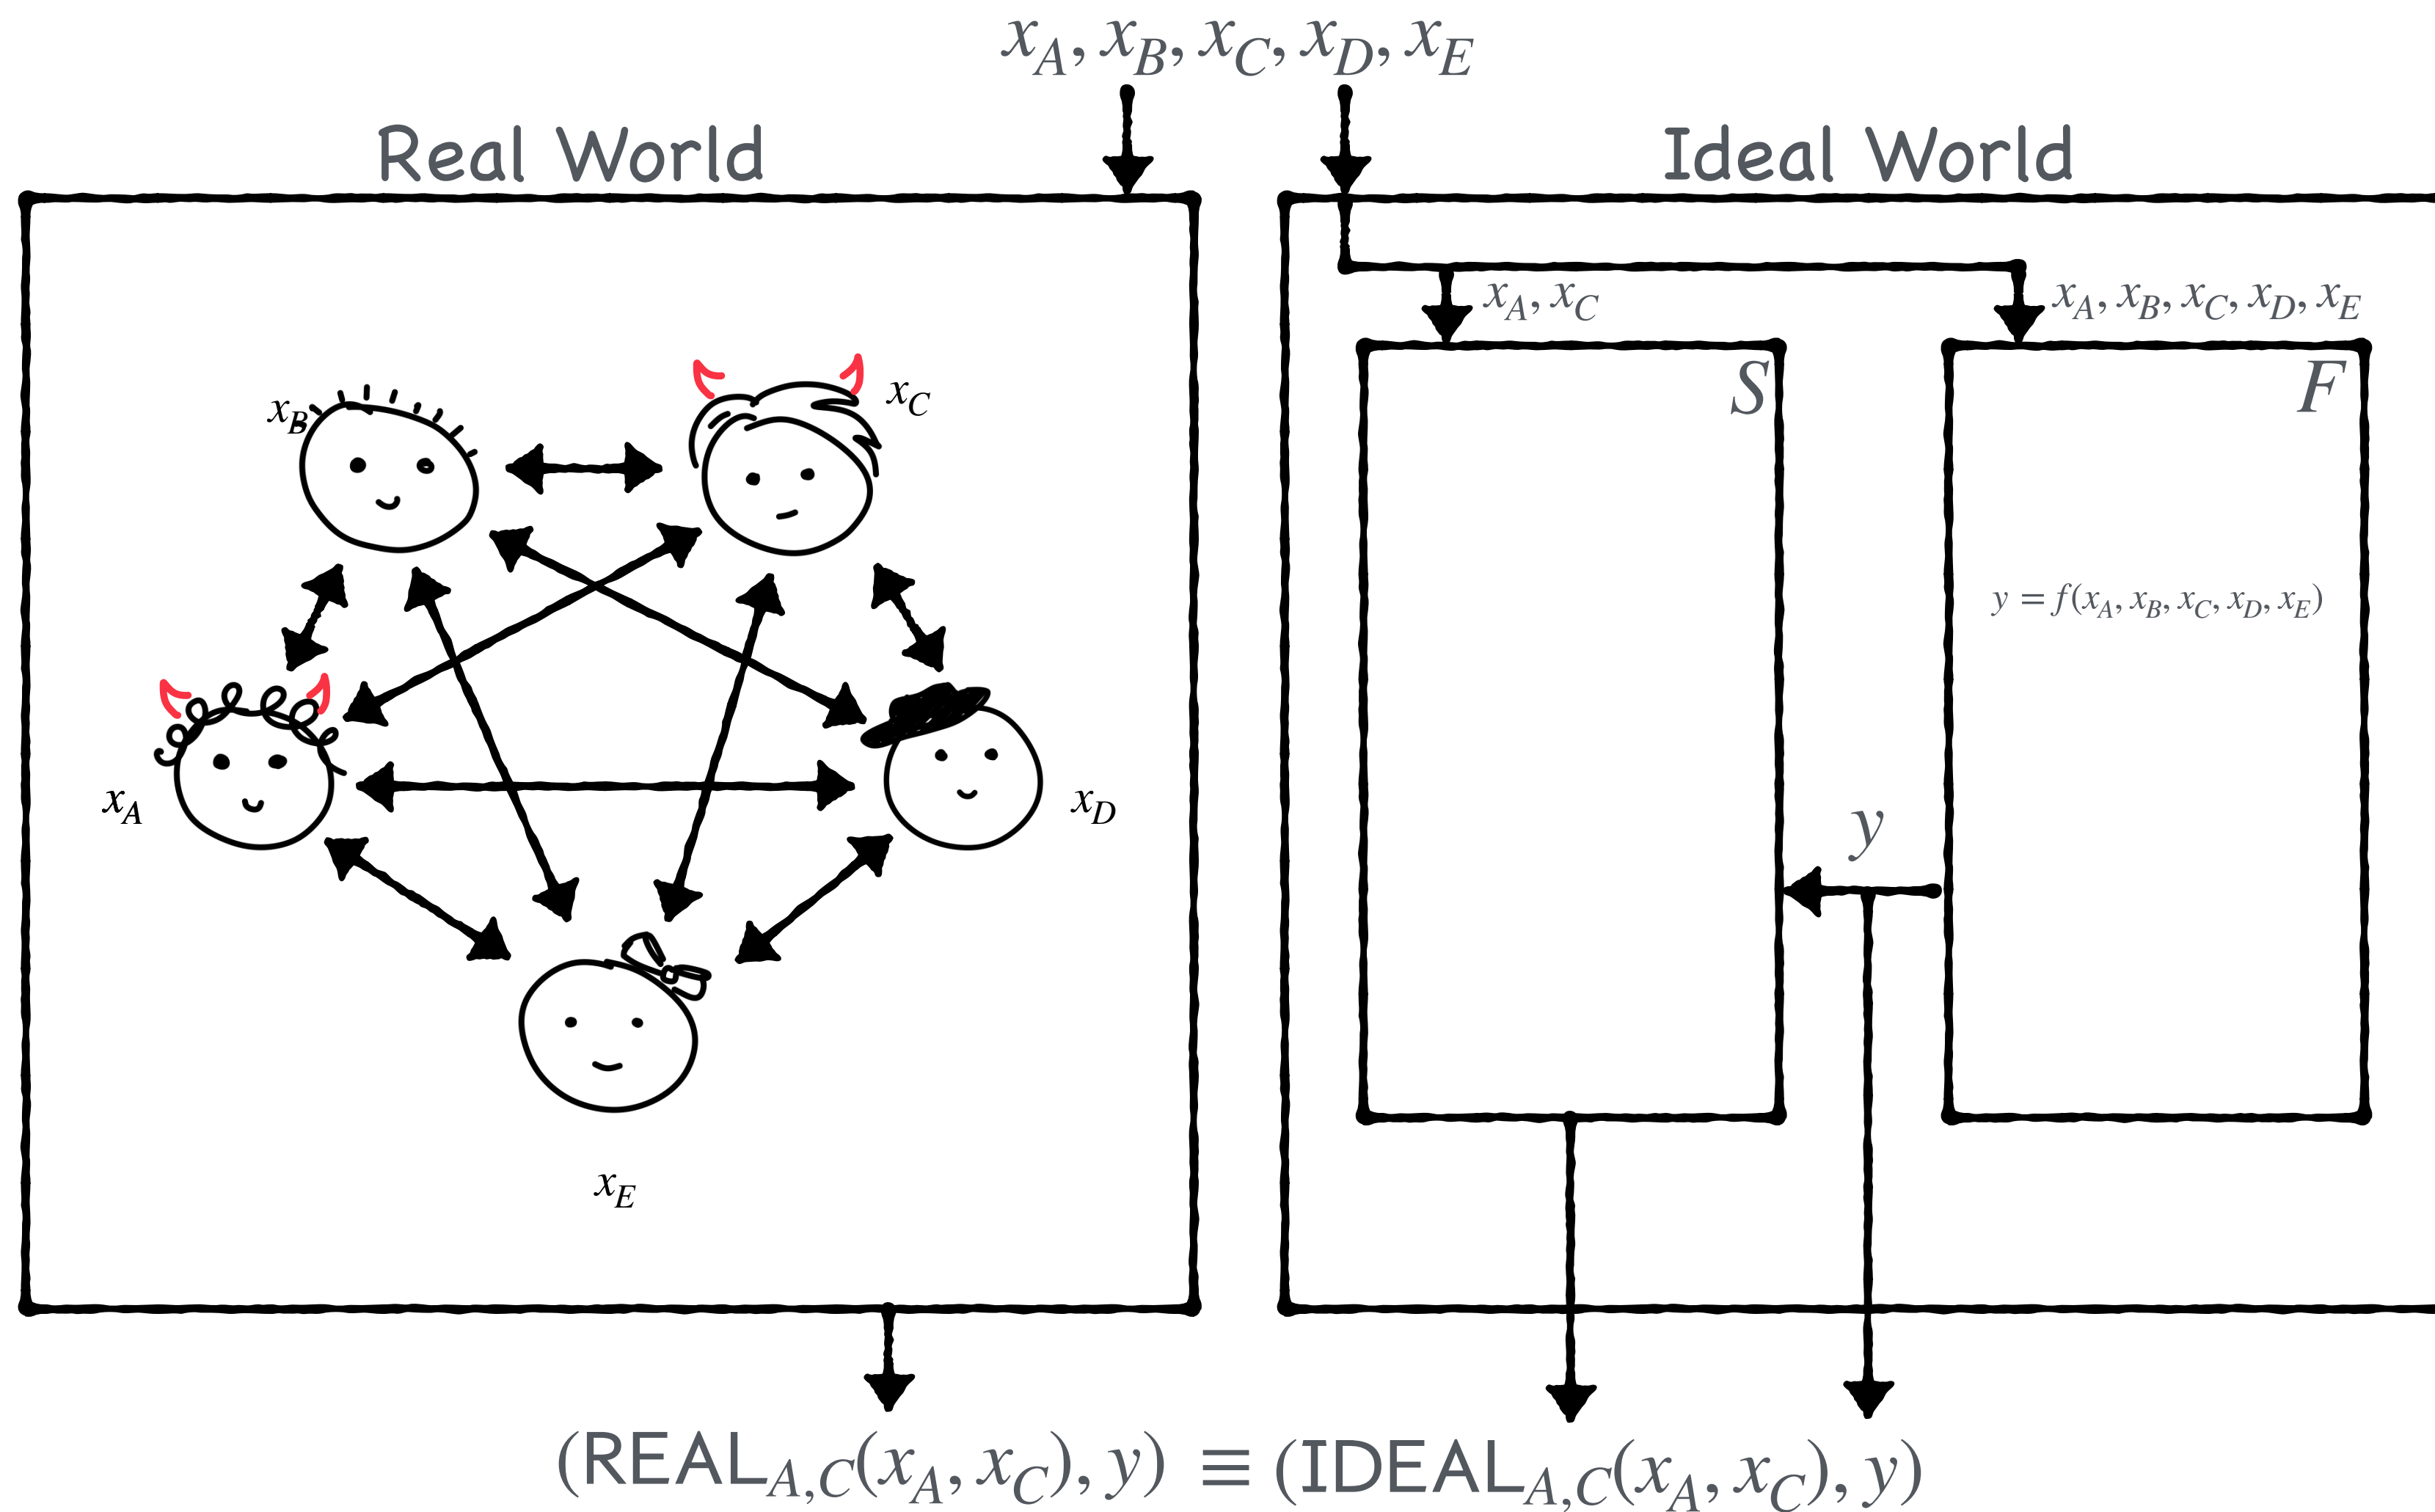 x_A, x_B, x_C, x_D, x_E
Real World
Ideal World
x_A, x_C
x_A, x_B, x_C, x_D, x_E
S
F
x_B
x_C
y = f(x_A, x_B, x_C, x_D, x_E)
x_A
x_D
y
x_E
(REAL_{A,C}(x_A, x_C), y) ≡ (IDEAL_{A,C}(x_A, x_C), y)